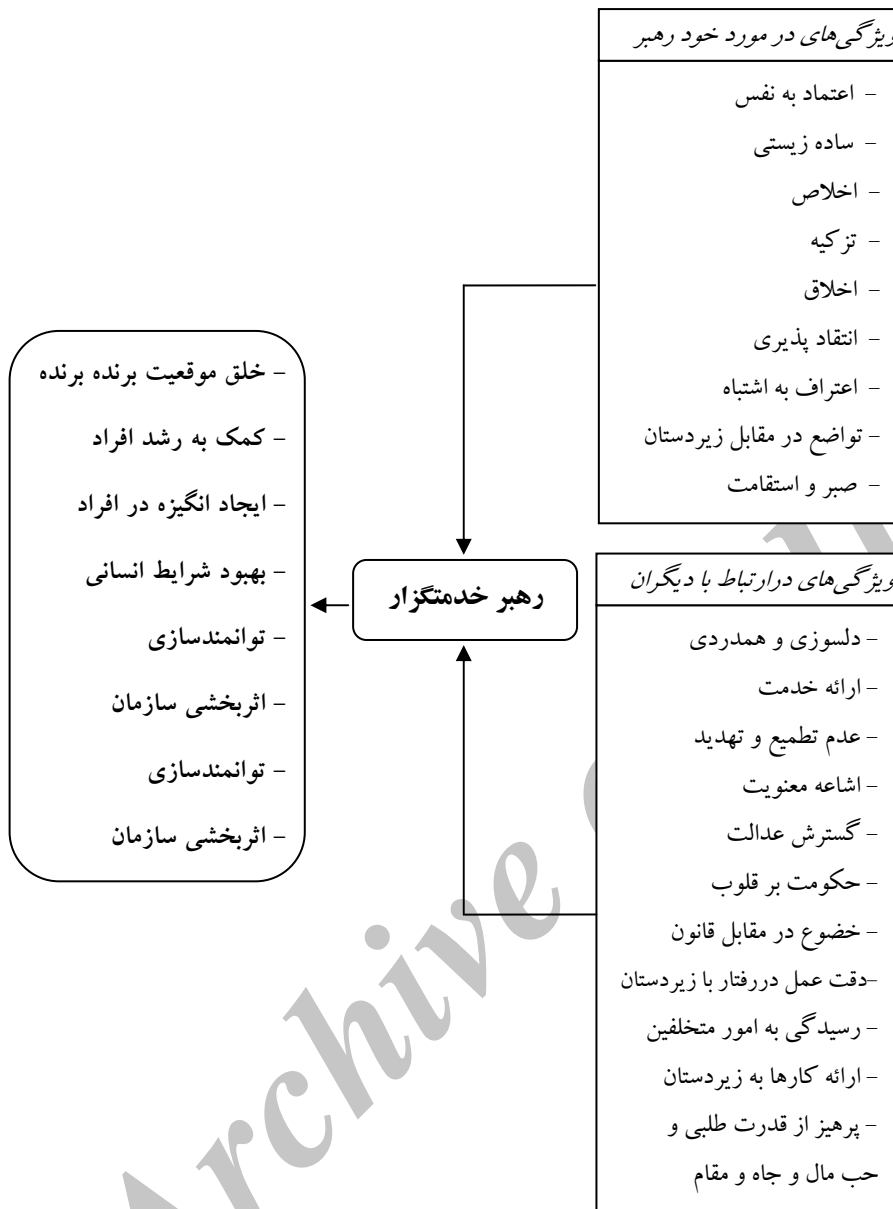 ویژگی‌های در مورد خود رهبر
- اعتماد به نفس
- ساده زیستی
- اخلاص
- تزکیه
- اخلاق
- انتقاد پذیری
- اعتراف به اشتباه
- تواضع در مقابل زیردستان
- صبر و استقامت
ویژگی‌های درارتباط با دیگران
- دلسوزی و همدردی
- ارائه خدمت
- عدم تطمیع و تهدید
- اشاعه معنویت
- گسترش عدالت
- حکومت بر قلوب
- خضوع در مقابل قانون
-دقت عمل دررفتار با زیردستان
- رسیدگی به امور متخلفین
- ارائه کارها به زیردستان
- پرهیز از قدرت طلبی و
حب مال و جاه و مقام
رهبر خدمتگزار
- خلق موقعیت برنده برنده
- کمک به رشد افراد
- ایجاد انگیزه در افراد
- بهبود شرایط انسانی
- توانمندسازی
- اثربخشی سازمان
- توانمندسازی
- اثربخشی سازمان
Archive